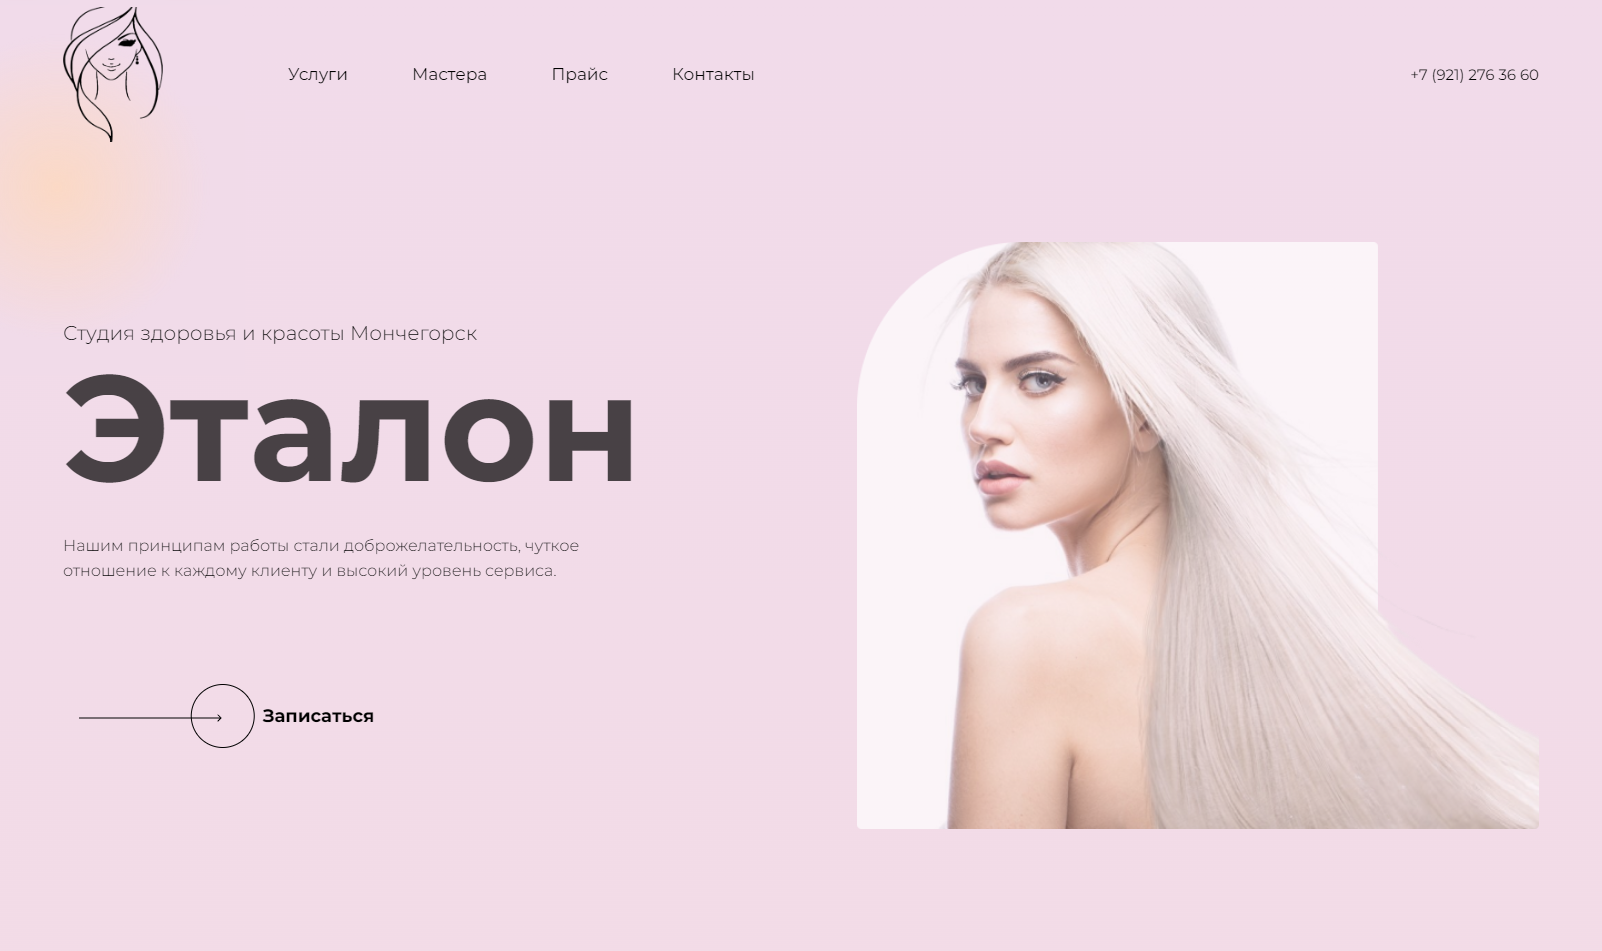 Услуги
Мастера
Прайс
Контакты
+7 (921) 276 36 60
Студия здоровья и красоты Мончегорск
Эталон
Нашим принципам работы стали доброжелательность, чуткое
отношение к каждому клиенту и высокий уровень сервиса.
Записаться